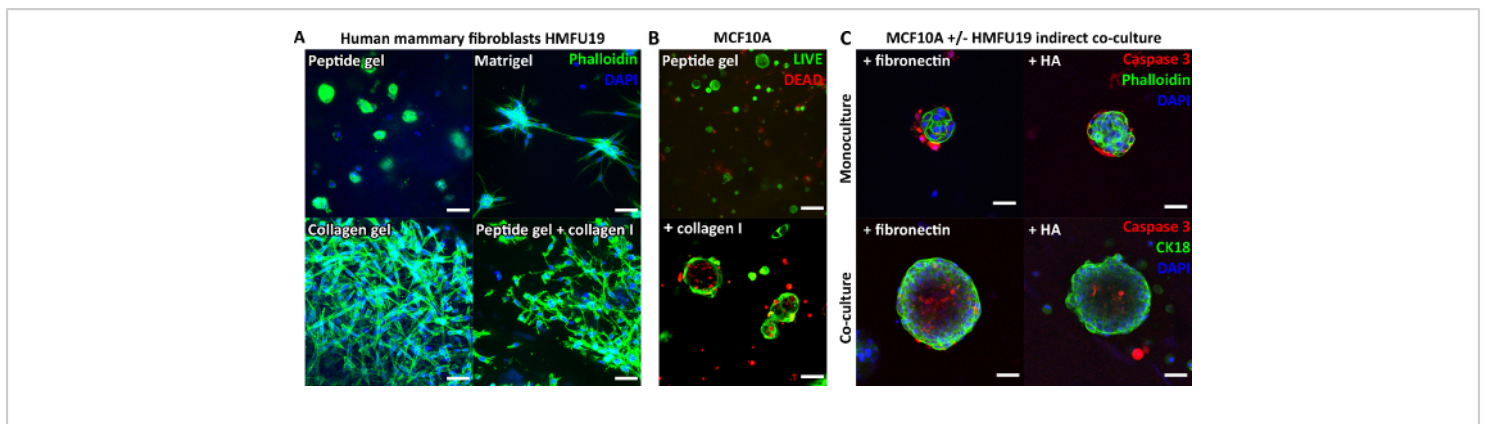 A Human mammary fibroblasts HMFU19
Peptide gel
Matrigel
Phalloidin
DAPI
Collagen gel
Peptide gel + collagen I
B MCF10A
Peptide gel
LIVE
DEAD
+ collagen I
C MCF10A +/- HMFU19 indirect co-culture
Monoculture
+ fibronectin
+ HA
Caspase 3
Phalloidin
DAPI
Co-culture
+ fibronectin
+ HA
Caspase 3
CK18
DAPI